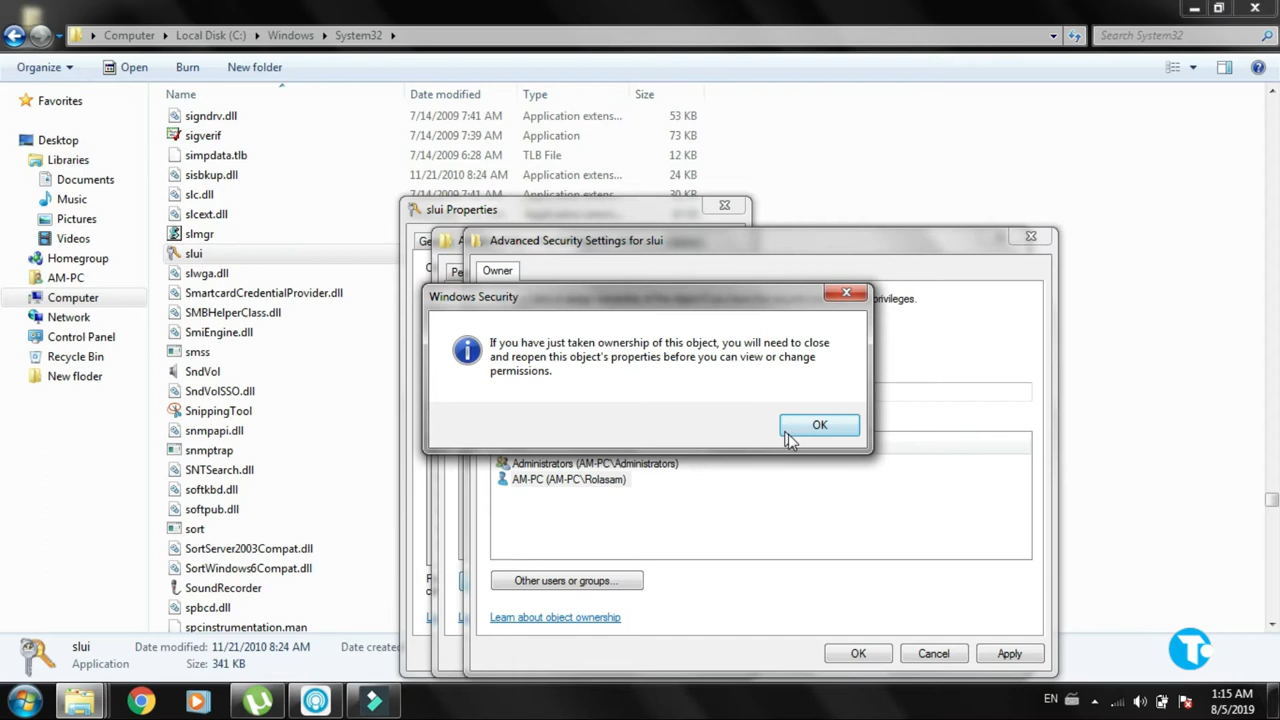 Computer Local Disk (C:) Windows System32 Search System32
Organize Open Burn New folder
Name Date modified Type Size
Favorites
Desktop
Libraries
Documents
Music
Pictures
Videos
Homegroup
AM-PC
Computer
Network
Control Panel
Recycle Bin
New floder
signdrv.dll 7/14/2009 7:41 AM Application extens... 53 KB
sigverif 7/14/2009 7:39 AM Application 73 KB
simpdata.tlb 7/14/2009 6:28 AM TLB File 12 KB
sisbkup.dll 11/21/2010 8:24 AM Application extens... 24 KB
slc.dll 7/14/2009 7:41 AM Application extens... 30 KB
slcext.dll
slmgr
slui
slwga.dll
SmartcardCredentialProvider.dll
SMBHelperClass.dll
SmiEngine.dll
smss
SndVol
SndVolSSO.dll
SnippingTool
snmpapi.dll
snmptrap
SNTSearch.dll
softkbd.dll
softpub.dll
sort
SortServer2003Compat.dll
SortWindows6Compat.dll
SoundRecorder
spbcd.dll
spcinstrumentation.man
slui Properties
Advanced Security Settings for slui
Owner
privileges.
Windows Security
If you have just taken ownership of this object, you will need to close
and reopen this object's properties before you can view or change
permissions.
OK
Administrators (AM-PC\Administrators)
AM-PC (AM-PC\Rolasam)
Other users or groups...
Learn about object ownership
OK Cancel Apply
slui Date modified: 11/21/2010 8:24 AM Date created
Application Size: 341 KB
EN 1:15 AM
8/5/2019